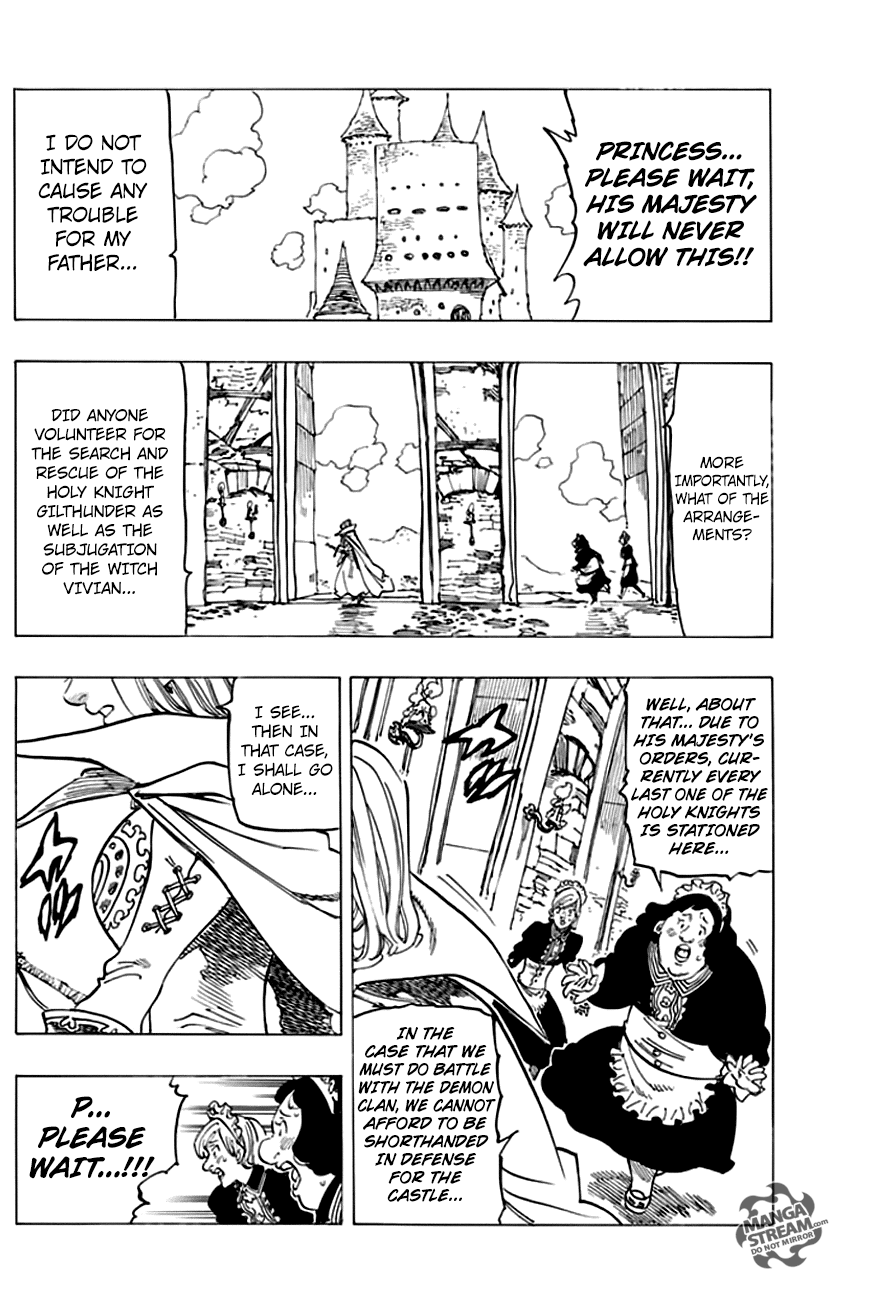 PRINCESS...
PLEASE WAIT,
HIS MAJESTY
WILL NEVER
ALLOW THIS!!
I DO NOT
INTEND TO
CAUSE ANY
TROUBLE
FOR MY
FATHER...
MORE
IMPORTANTLY,
WHAT OF THE
ARRANGE-
MENTS?
DID ANYONE
VOLUNTEER FOR
THE SEARCH AND
RESCUE OF THE
HOLY KNIGHT
GILTHUNDER AS
WELL AS THE
SUBJUGATION
OF THE WITCH
VIVIAN...
WELL, ABOUT
THAT... DUE TO
HIS MAJESTY'S
ORDERS, CUR-
RENTLY EVERY
LAST ONE OF THE
HOLY KNIGHTS
IS STATIONED
HERE...
IN THE
CASE THAT WE
MUST DO BATTLE
WITH THE DEMON
CLAN, WE CANNOT
AFFORD TO BE
SHORTHANDED
IN DEFENSE
FOR THE
CASTLE...
I SEE...
THEN IN
THAT CASE,
I SHALL GO
ALONE...
P...
PLEASE
WAIT...!!!
MANGA
STREAM.com
DO NOT MIRROR